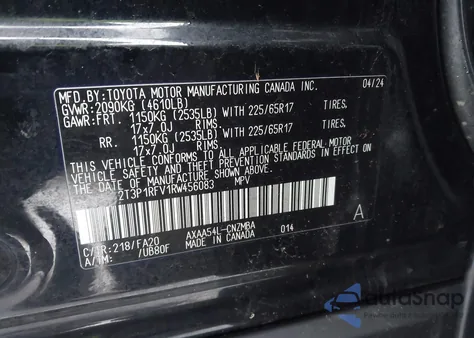 MFD.BY:TOYOTA MOTOR MANUFACTURING CANADA INC. 04/24
GVWR: 2090KG (4610LB)
GAWR:FRT. 1150KG (2535LB) WITH 225/65R17 TIRES,
17x7.0J RIMS,
RR. 1150KG (2535LB) WITH 225/65R17 TIRES,
17x7.0J RIMS,
THIS VEHICLE CONFORMS TO ALL APPLICABLE FEDERAL MOTOR
VEHICLE SAFETY AND THEFT PREVENTION STANDARDS IN EFFECT
ON THE DATE OF MANUFACTURE SHOWN ABOVE.
2T3P1RFV1RW456083 MPV
A
C/TR:218/FA20 AXAA54L-CNZMBA 014
A/TM: /UB80F MADE IN CANADA
AutoSnap